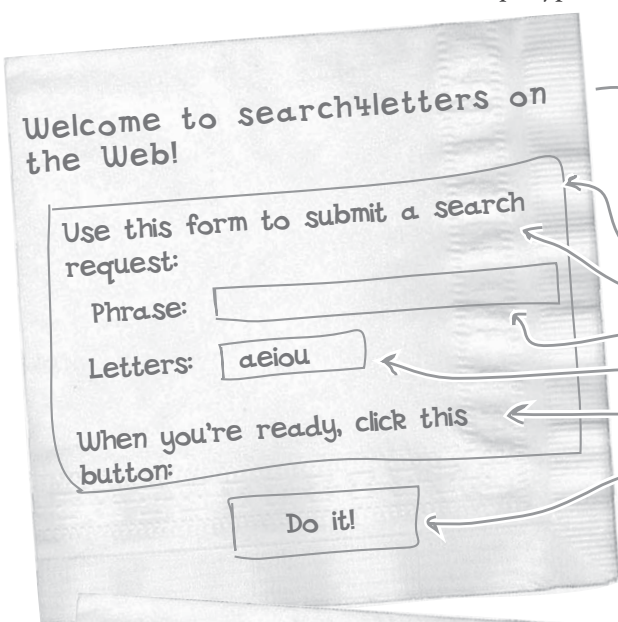 Welcome to search4letters on
the Web!
Use this form to submit a search
request:
Phrase:
Letters: aeiou
When you're ready, click this
button:
Do it!